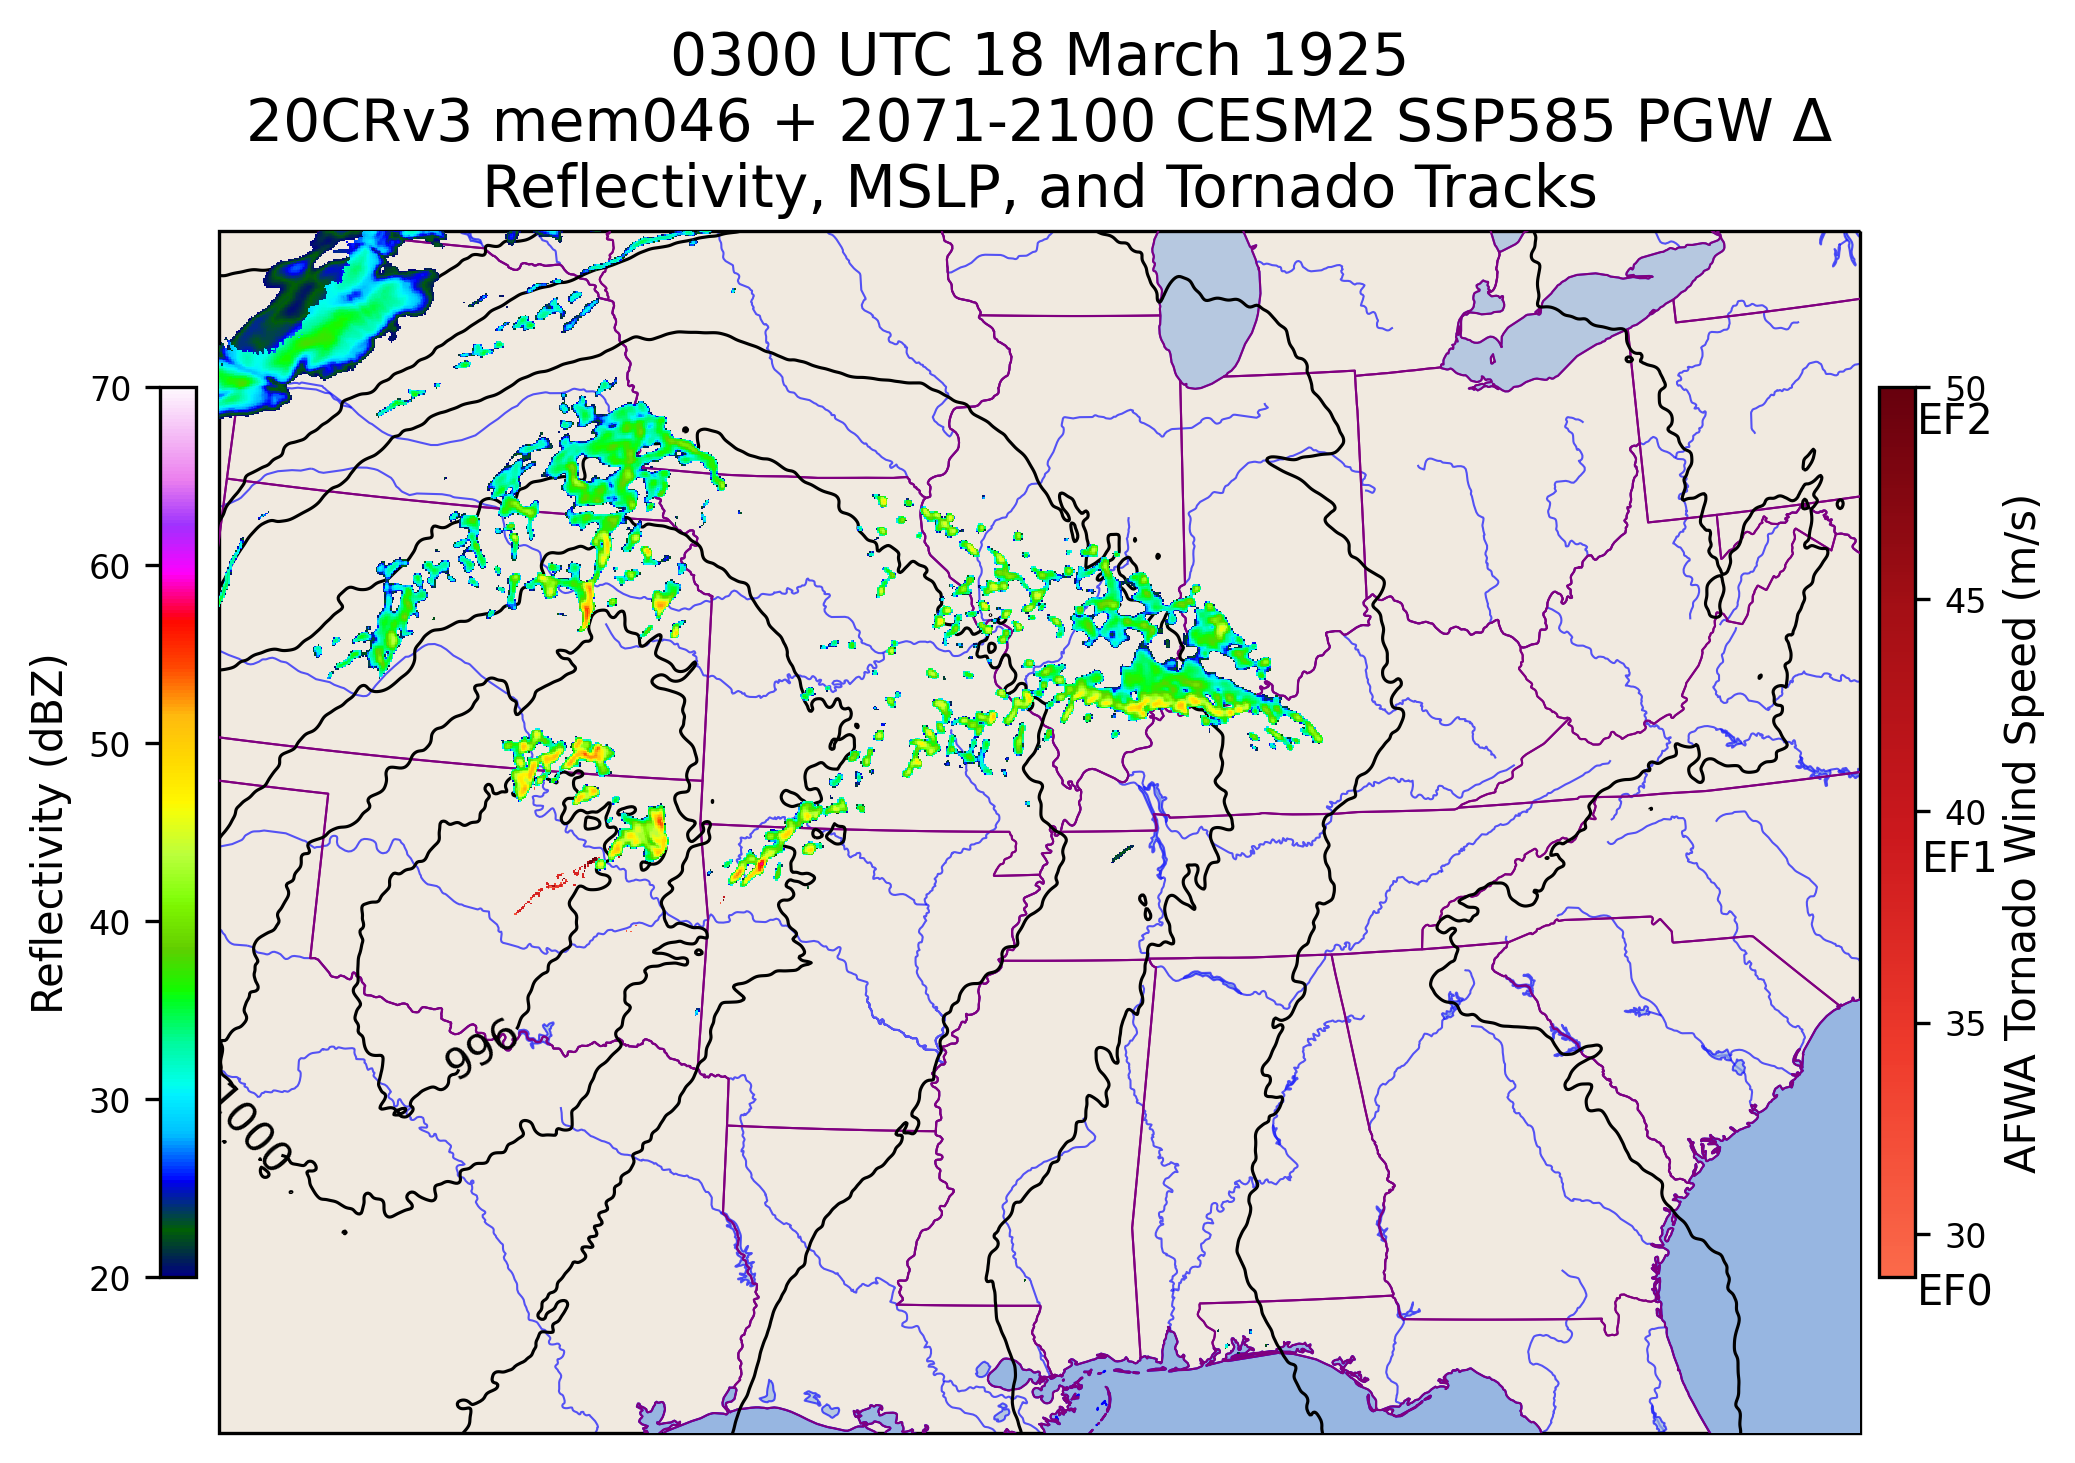 0300 UTC 18 March 1925
20CRv3 mem046 + 2071-2100 CESM2 SSP585 PGW Δ
Reflectivity, MSLP, and Tornado Tracks
70
60
50
40
30
20
Reflectivity (dBZ)
996
1000
50
EF2
45
40
EF1
35
30
EF0
AFWA Tornado Wind Speed (m/s)